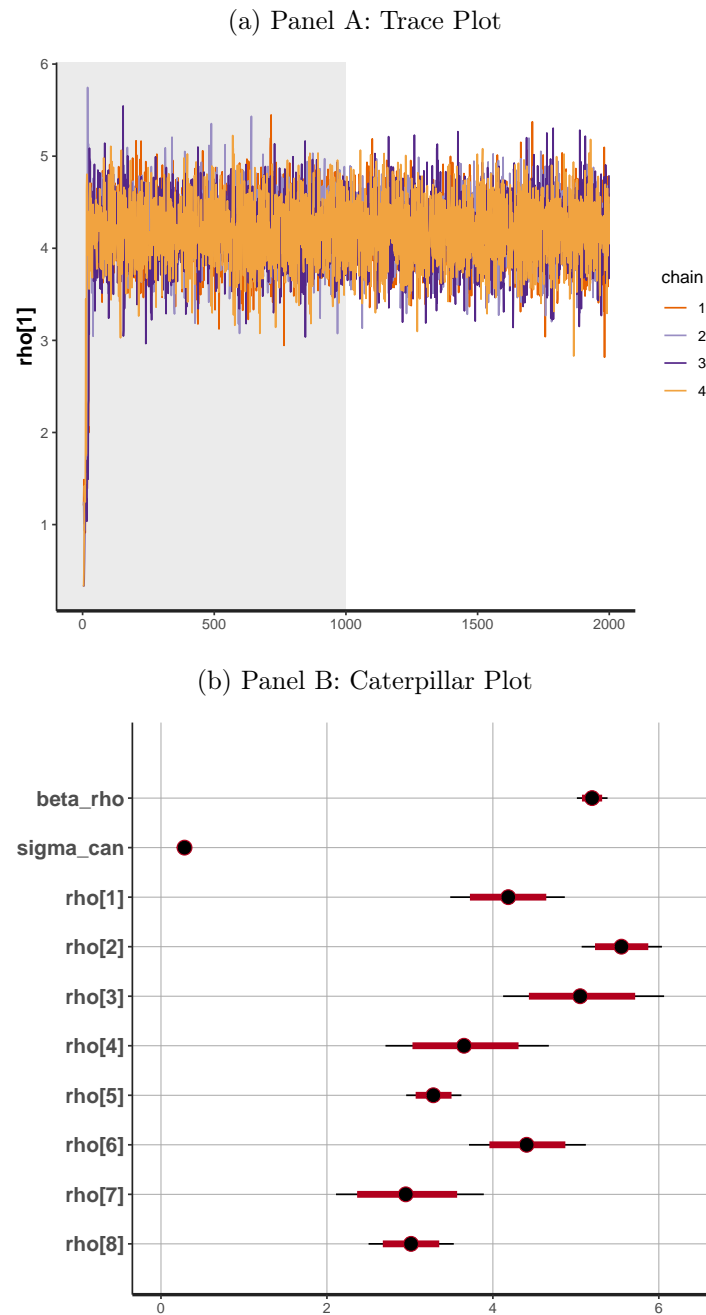 (a) Panel A: Trace Plot
6
5
4
3
2
1
rho[1]
0
500
1000
1500
2000
chain
1
2
3
4
(b) Panel B: Caterpillar Plot
beta_rho
sigma_can
rho[1]
rho[2]
rho[3]
rho[4]
rho[5]
rho[6]
rho[7]
rho[8]
0 2 4 6